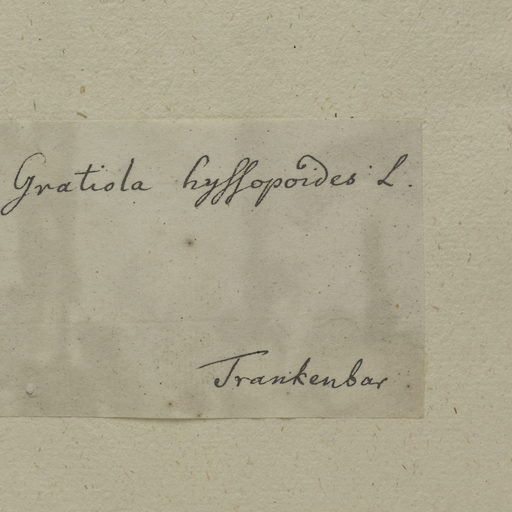 Gratiola hyssopoides L.
Trankenbar